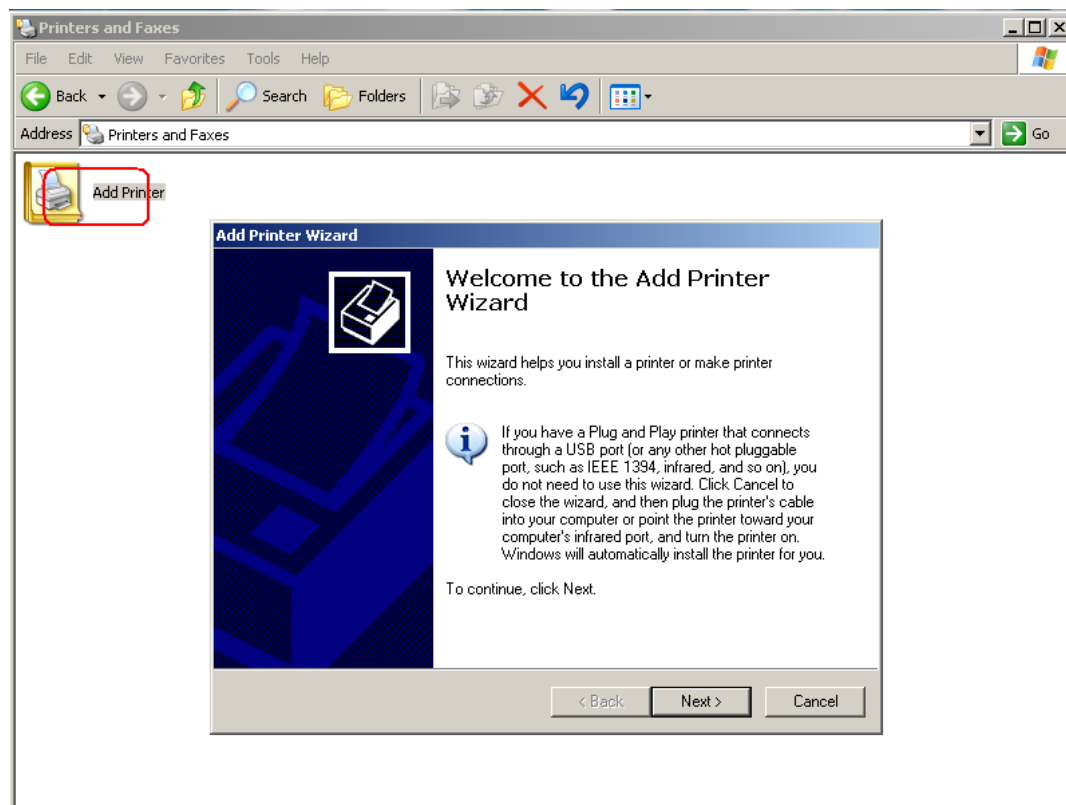 Printers and Faxes
File Edit View Favorites Tools Help
Back Search Folders
Address Printers and Faxes Go
Add Printer
Add Printer Wizard
Welcome to the Add Printer
Wizard
This wizard helps you install a printer or make printer
connections.
If you have a Plug and Play printer that connects
through a USB port (or any other hot pluggable
port, such as IEEE 1394, infrared, and so on), you
do not need to use this wizard. Click Cancel to
close the wizard, and then plug the printer's cable
into your computer or point the printer toward your
computer's infrared port, and turn the printer on.
Windows will automatically install the printer for you.
To continue, click Next.
< Back Next > Cancel